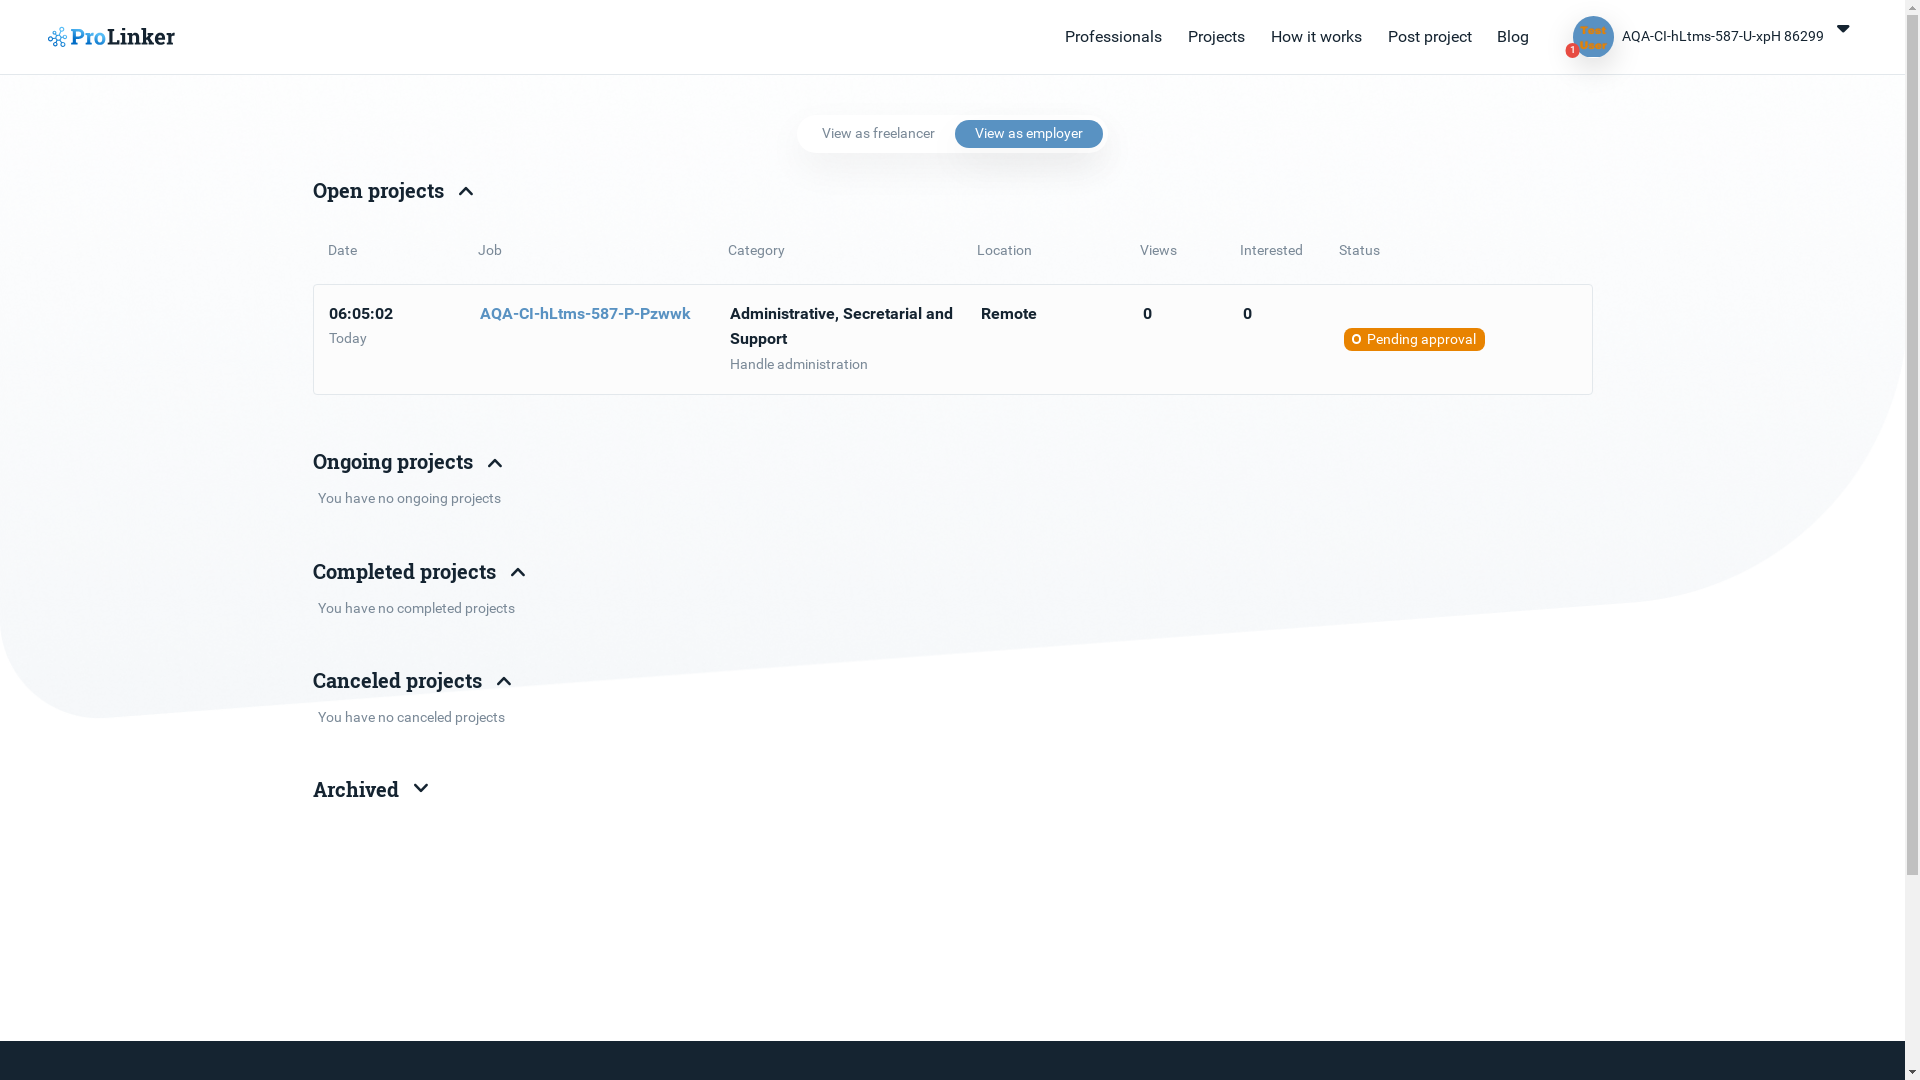 ProLinker
Professionals
Projects
How it works
Post project
Blog
Test
User
1
AQA-CI-hLtms-587-U-xpH 86299
View as freelancer
View as employer
Open projects
Date
Job
Category
Location
Views
Interested
Status
06:05:02
Today
AQA-CI-hLtms-587-P-Pzwwk
Administrative, Secretarial and
Support
Handle administration
Remote
0
0
Pending approval
Ongoing projects
You have no ongoing projects
Completed projects
You have no completed projects
Canceled projects
You have no canceled projects
Archived